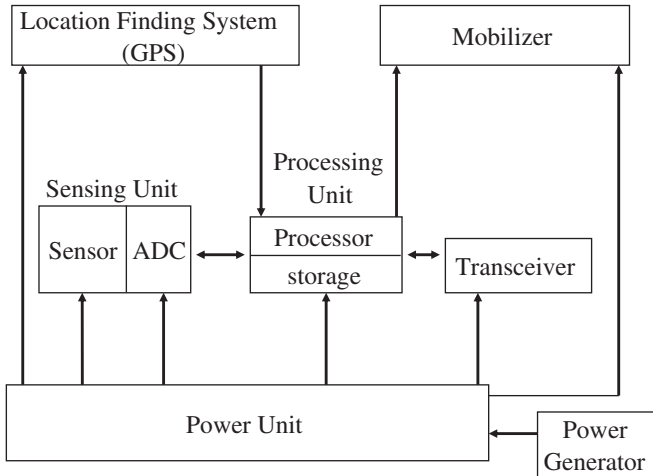 Location Finding System
(GPS)
Mobilizer
Processing
Unit
Sensing Unit
Sensor
ADC
Processor
storage
Transceiver
Power Unit
Power
Generator